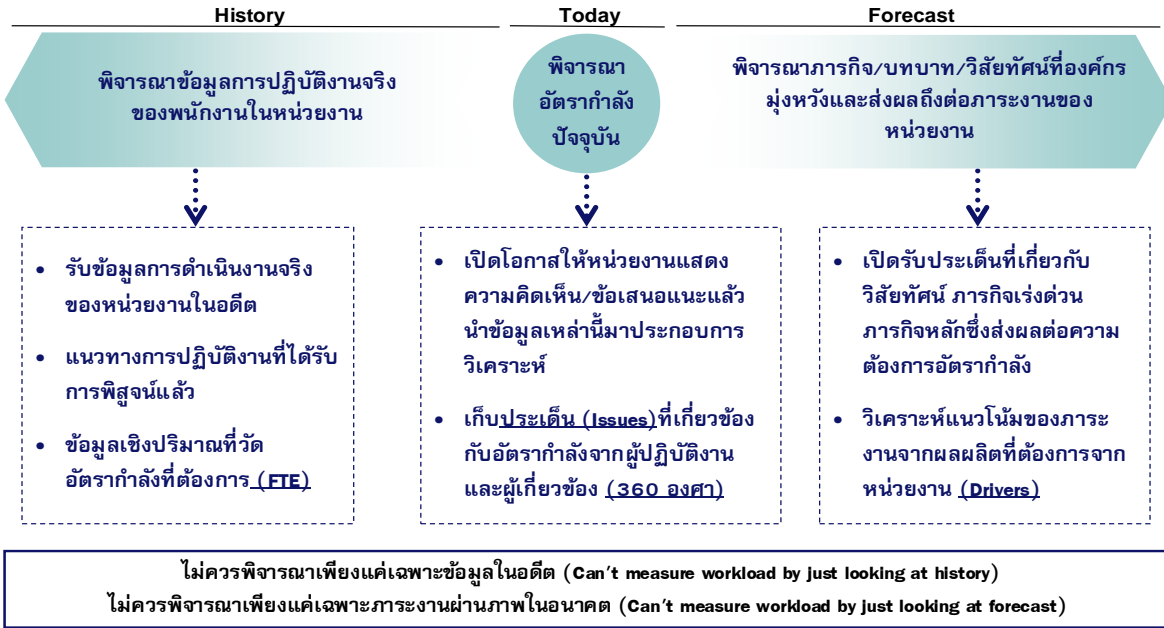 History
Today
Forecast
พิจารณาข้อมูลการปฏิบัติงานจริง
ของพนักงานในหน่วยงาน
พิจารณา
อัตรากำลัง
ปัจจุบัน
พิจารณาภารกิจ/บทบาท/วิสัยทัศน์ที่องค์กร
มุ่งหวังและส่งผลถึงต่อภาระงานของ
หน่วยงาน
• รับข้อมูลการดำเนินงานจริง
ของหน่วยงานในอดีต
• แนวทางการปฏิบัติงานที่ได้รับ
การพิสูจน์แล้ว
• ข้อมูลเชิงปริมาณที่วัด
อัตรากำลังที่ต้องการ (FTE)
• เปิดโอกาสให้หน่วยงานแสดง
ความคิดเห็น/ข้อเสนอแนะแล้ว
นำข้อมูลเหล่านี้มาประกอบการ
วิเคราะห์
• เก็บประเด็น (Issues)ที่เกี่ยวข้อง
กับอัตรากำลังจากผู้ปฏิบัติงาน
และผู้เกี่ยวข้อง (360 องศา)
• เปิดรับประเด็นที่เกี่ยวกับ
วิสัยทัศน์ ภารกิจเร่งด่วน
ภารกิจหลักซึ่งส่งผลต่อความ
ต้องการอัตรากำลัง
• วิเคราะห์แนวโน้มของภาระ
งานจากผลผลิตที่ต้องการจาก
หน่วยงาน (Drivers)
ไม่ควรพิจารณาเพียงแค่เฉพาะข้อมูลในอดีต (Can't measure workload by just looking at history)
ไม่ควรพิจารณาเพียงแค่เฉพาะภาระงานผ่านภาพในอนาคต (Can't measure workload by just looking at forecast)